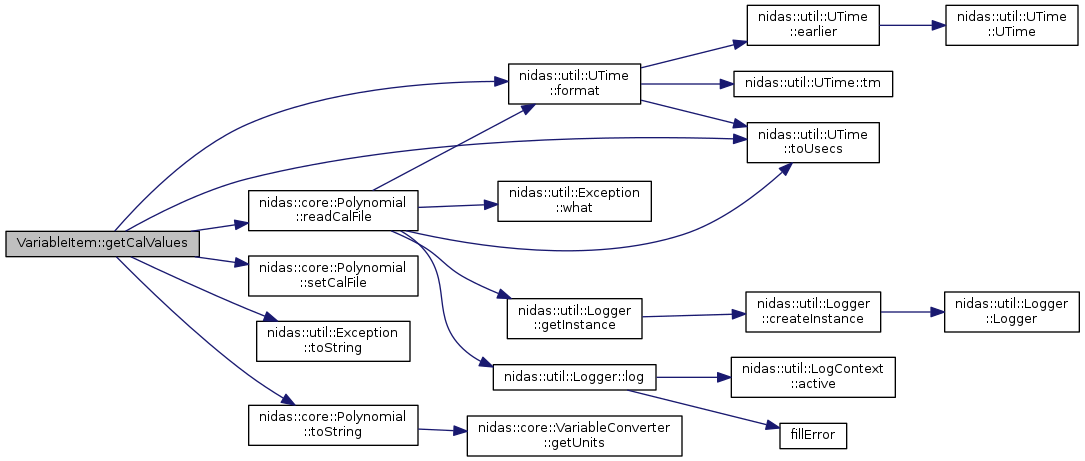 VariableItem::getCalValues
nidas::util::UTime
::format
nidas::core::Polynomial
::readCalFile
nidas::core::Polynomial
::setCalFile
nidas::util::Exception
::toString
nidas::core::Polynomial
::toString
nidas::util::Exception
::what
nidas::util::Logger
::getInstance
nidas::util::Logger::log
nidas::core::VariableConverter
::getUnits
nidas::util::UTime
::earlier
nidas::util::UTime::tm
nidas::util::UTime
::toUsecs
nidas::util::Logger
::createInstance
nidas::util::LogContext
::active
fillError
nidas::util::UTime
::UTime
nidas::util::Logger
::Logger